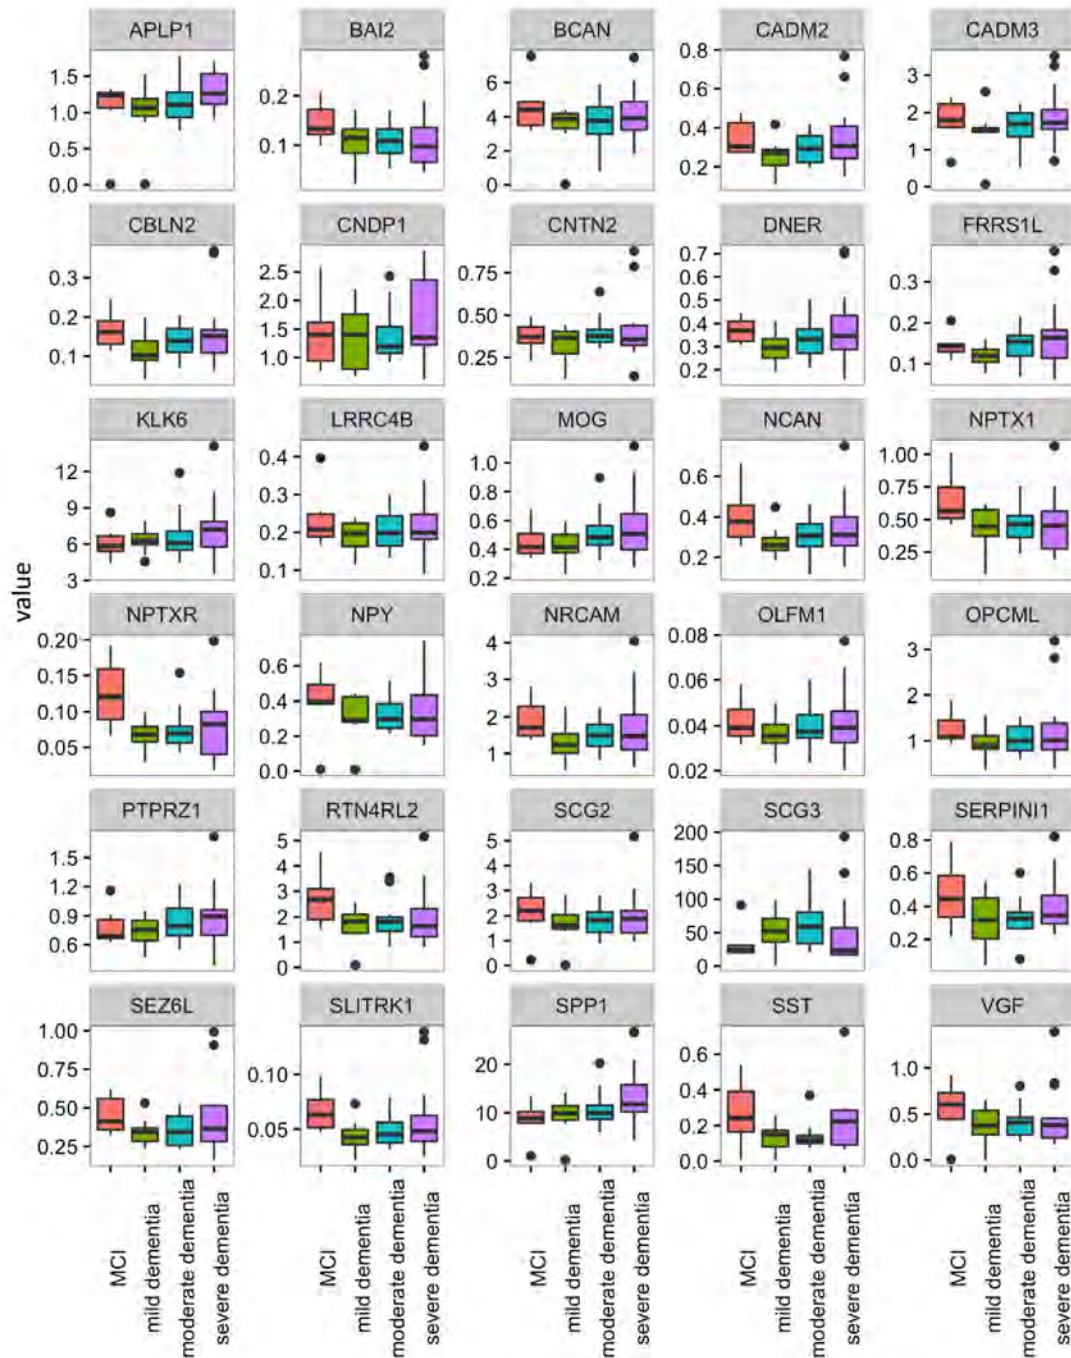 APLP1 BAI2 BCAN CADM2 CADM3
1.5 1.0 0.5 0.0
0.2 0.1
6 4 2 0
0.8 0.6 0.4 0.2
3 2 1 0
CBLN2 CNDP1 CNTN2 DNER FRRS1L
0.3 0.2 0.1
2.5 2.0 1.5 1.0
0.75 0.50 0.25
0.7 0.6 0.5 0.4 0.3 0.2
0.3 0.2 0.1
KLK6 LRRC4B MOG NCAN NPTX1
12 9 6 3
0.4 0.3 0.2 0.1
1.0 0.8 0.6 0.4 0.2
0.6 0.4 0.2
1.00 0.75 0.50 0.25
value
NPTXR NPY NRCAM OLFM1 OPCML
0.20 0.15 0.10 0.05
0.6 0.4 0.2 0.0
4 3 2 1
0.08 0.06 0.04 0.02
3 2 1
PTPRZ1 RTN4RL2 SCG2 SCG3 SERPINI1
1.5 1.2 0.9 0.6
5 4 3 2 1 0
5 4 3 2 1 0
200 150 100 50 0
0.8 0.6 0.4 0.2
SEZ6L SLITRK1 SPP1 SST VGF
1.00 0.75 0.50 0.25
0.10 0.05
20 10 0
0.6 0.4 0.2 0.0
1.0 0.5 0.0
MCI mild dementia moderate dementia severe dementia
MCI mild dementia moderate dementia severe dementia
MCI mild dementia moderate dementia severe dementia
MCI mild dementia moderate dementia severe dementia
MCI mild dementia moderate dementia severe dementia